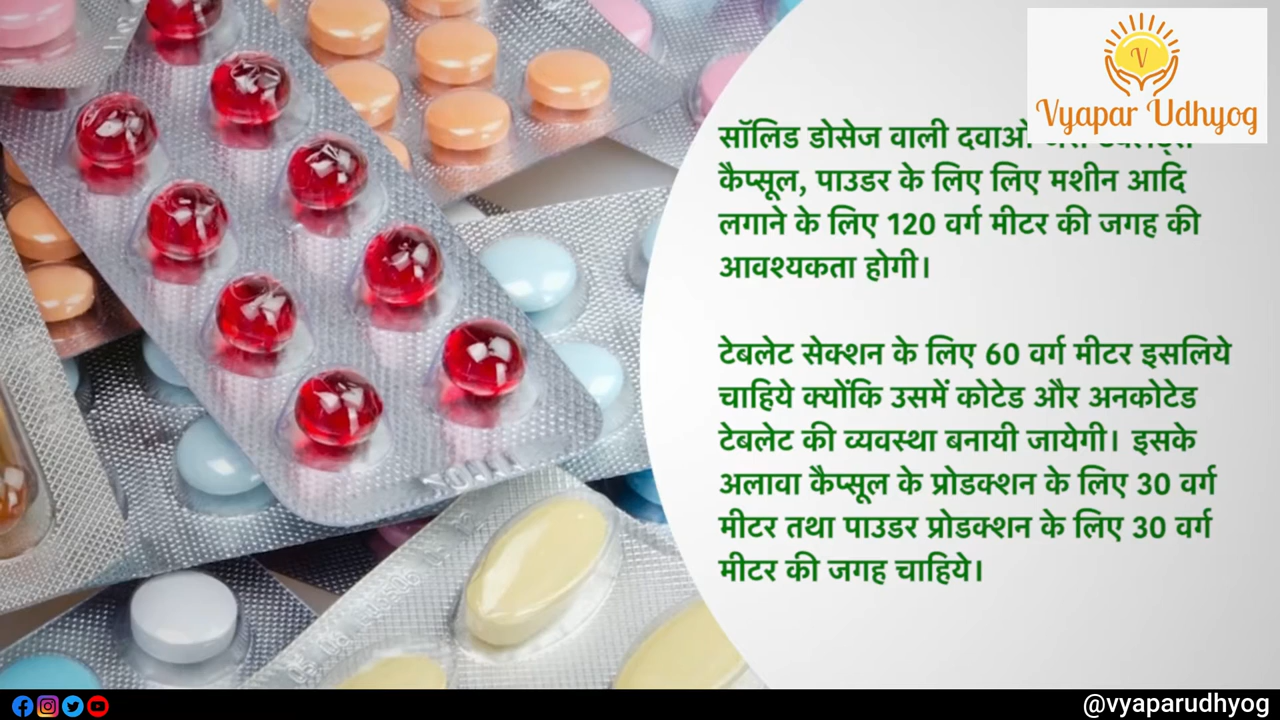 Vyapar Udhyog
सॉलिड डोसेज वाली दवाओं
कैप्सूल, पाउडर के लिए लिए मशीन आदि
लगाने के लिए 120 वर्ग मीटर की जगह की
आवश्यकता होगी।
टेबलेट सेक्शन के लिए 60 वर्ग मीटर इसलिये
चाहिये क्योंकि उसमें कोटेड और अनकोटेड
टेबलेट की व्यवस्था बनायी जायेगी। इसके
अलावा कैप्सूल के प्रोडक्शन के लिए 30 वर्ग
मीटर तथा पाउडर प्रोडक्शन के लिए 30 वर्ग
मीटर की जगह चाहिये।
@vyaparudhyog